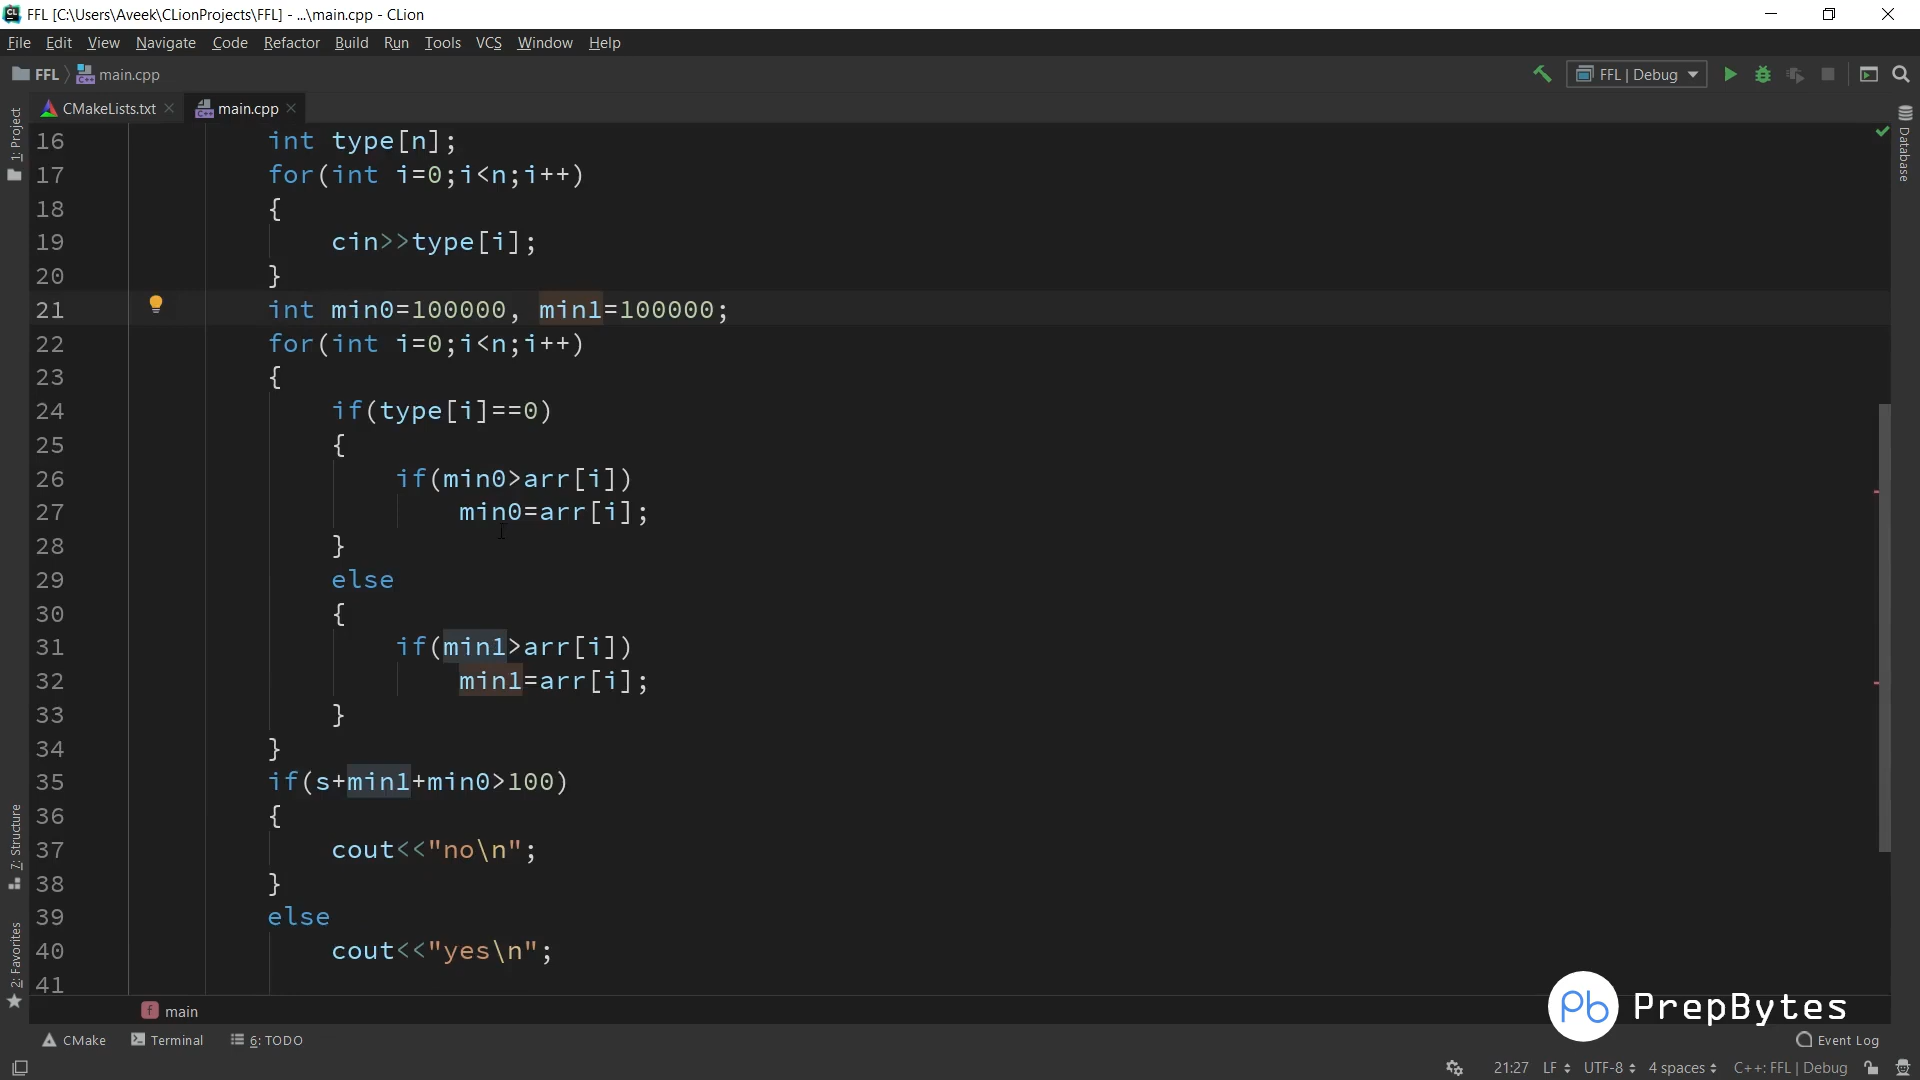 FFL [C:\Users\Aveek\CLionProjects\FFL] - ...\main.cpp - CLion
File Edit View Navigate Code Refactor Build Run Tools VCS Window Help
FFL main.cpp FFL | Debug
CMakeLists.txt main.cpp
1: Project
Database
16 int type[n];
17 for(int i=0;i<n;i++)
18 {
19 cin>>type[i];
20 }
21 int min0=100000, min1=100000;
22 for(int i=0;i<n;i++)
23 {
24 if(type[i]==0)
25 {
26 if(min0>arr[i])
27 min0=arr[i];
28 }
29 else
30 {
31 if(min1>arr[i])
32 min1=arr[i];
33 }
34 }
35 if(s+min1+min0>100)
36 {
37 cout<<"no\n";
38 }
39 else
40 cout<<"yes\n";
41
7: Structure
2: Favorites
f main
Pb PrepBytes
CMake Terminal 6: TODO Event Log
21:27 LF UTF-8 4 spaces C++: FFL | Debug